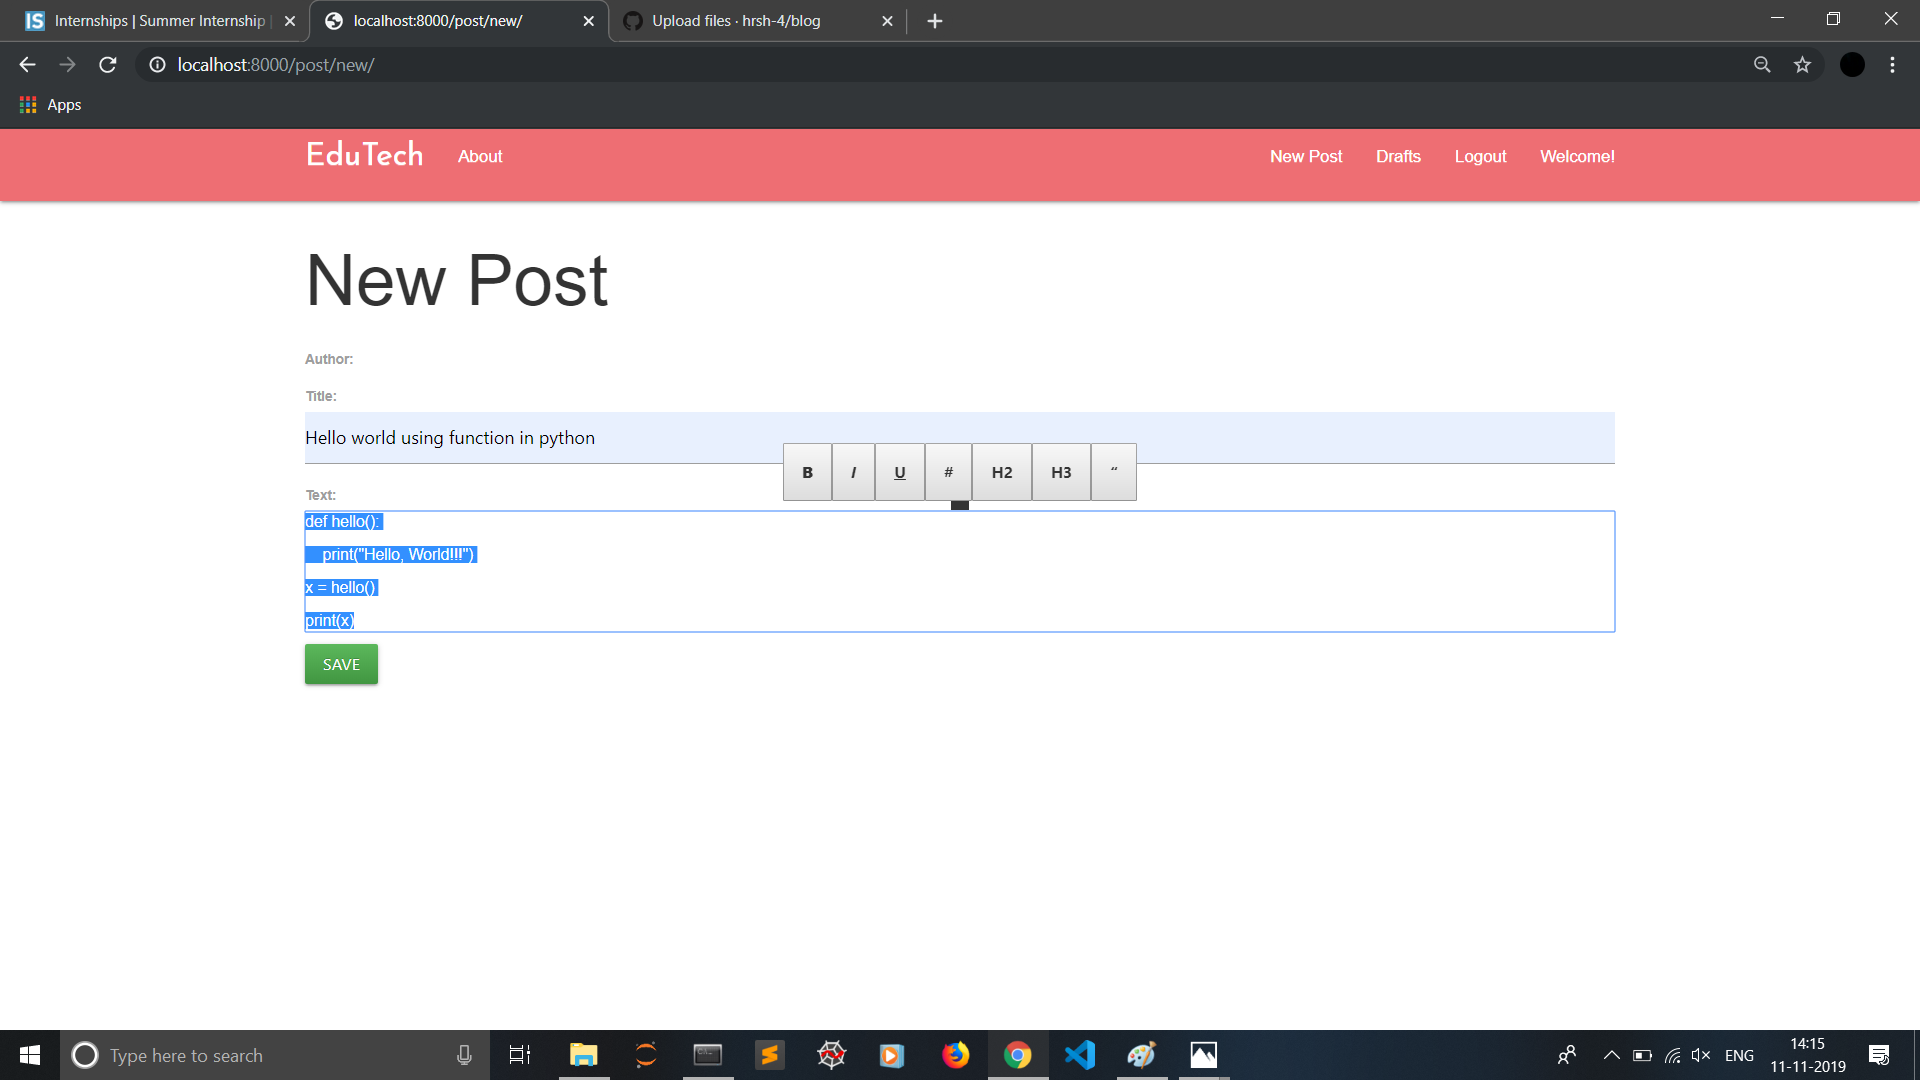 IS Internships | Summer Internship |
localhost:8000/post/new/
Upload files · hrsh-4/blog
localhost:8000/post/new/
Apps
EduTech About New Post Drafts Logout Welcome!
New Post
Author:
Title:
Hello world using function in python
B I U # H2 H3 “
Text:
def hello():
print("Hello, World!!!")
x = hello()
print(x)
SAVE
Type here to search
ENG
14:15
11-11-2019